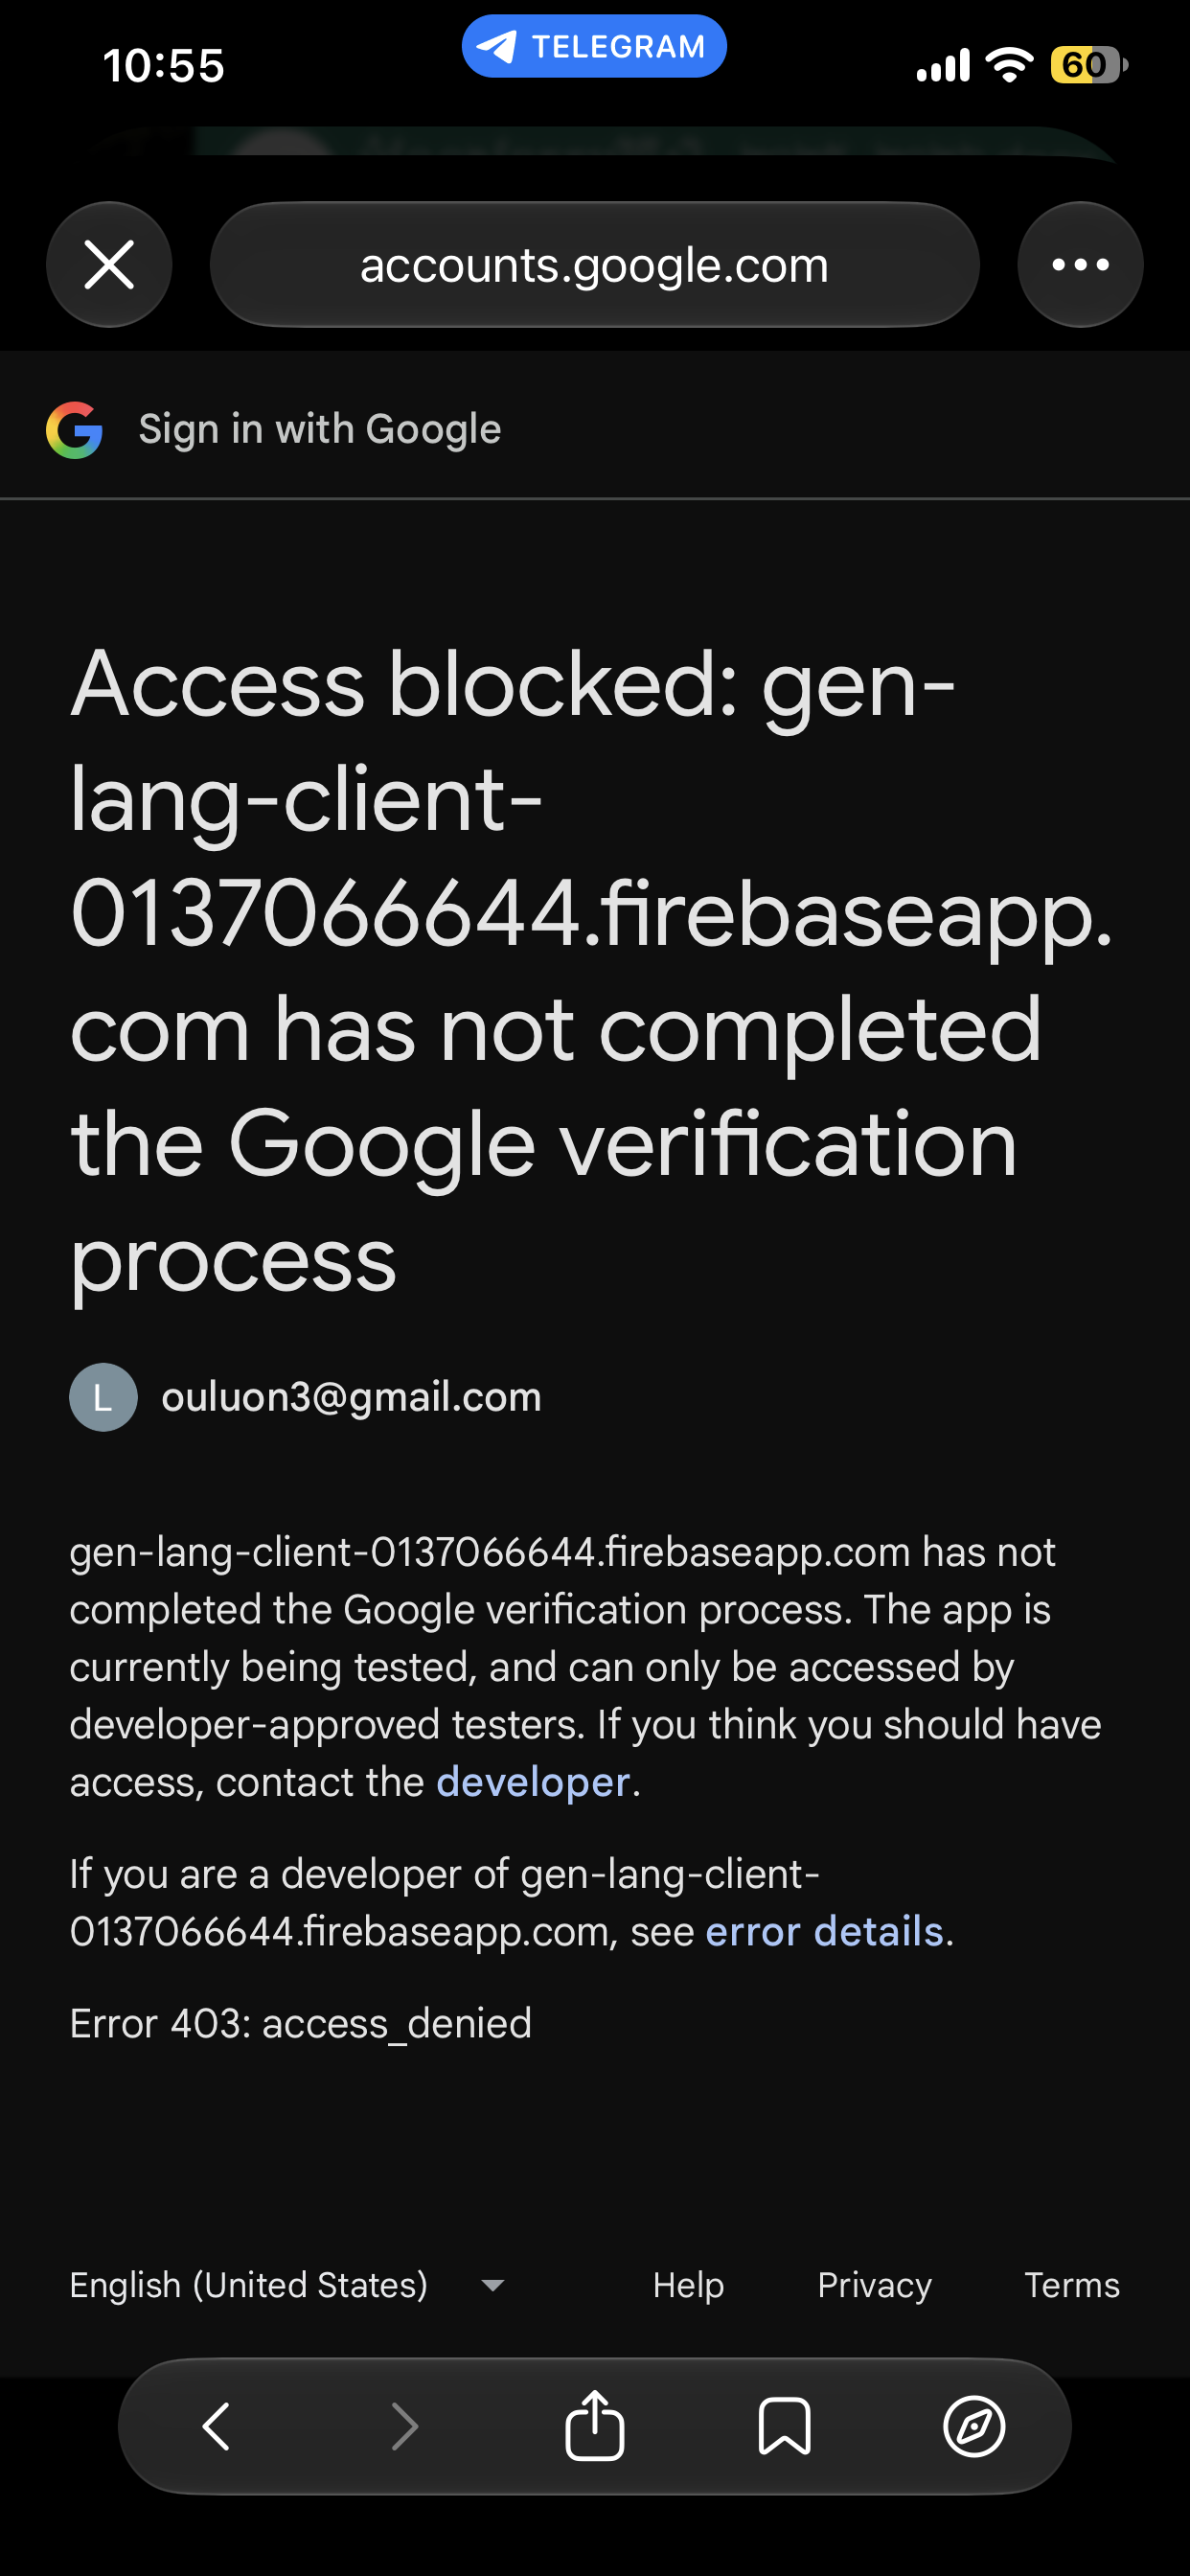 10:55
TELEGRAM
60
accounts.google.com
Sign in with Google
Access blocked: gen-
lang-client-
0137066644.firebaseapp.
com has not completed
the Google verification
process
L
ouluon3@gmail.com
gen-lang-client-0137066644.firebaseapp.com has not
completed the Google verification process. The app is
currently being tested, and can only be accessed by
developer-approved testers. If you think you should have
access, contact the developer.
If you are a developer of gen-lang-client-
0137066644.firebaseapp.com, see error details.
Error 403: access_denied
English (United States) Help Privacy Terms